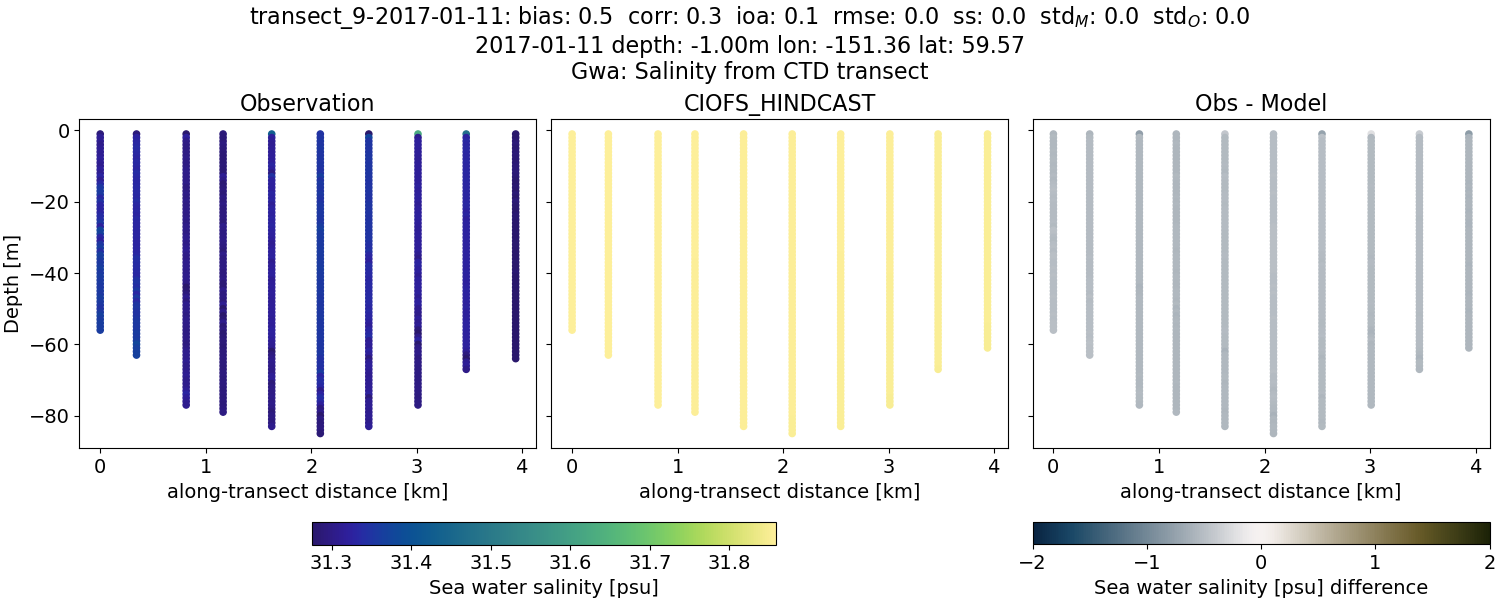 transect_9-2017-01-11: bias: 0.5 corr: 0.3 ioa: 0.1 rmse: 0.0 ss: 0.0 std_M: 0.0 std_O: 0.0
2017-01-11 depth: -1.00m lon: -151.36 lat: 59.57
Gwa: Salinity from CTD transect
Observation CIOFS_HINDCAST Obs - Model
Depth [m]
0
−20
−40
−60
−80
0 1 2 3 4 0 1 2 3 4 0 1 2 3 4
along-transect distance [km] along-transect distance [km] along-transect distance [km]
31.3 31.4 31.5 31.6 31.7 31.8 −2 −1 0 1 2
Sea water salinity [psu] Sea water salinity [psu] difference